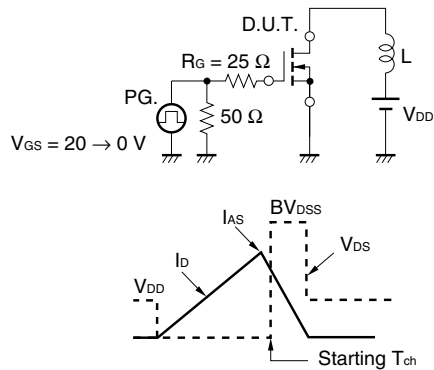 D.U.T.
RG = 25 Ω
L
PG.
50 Ω
VDD
VGS = 20 → 0 V
BVDSS
IAS
VDS
ID
VDD
Starting Tch